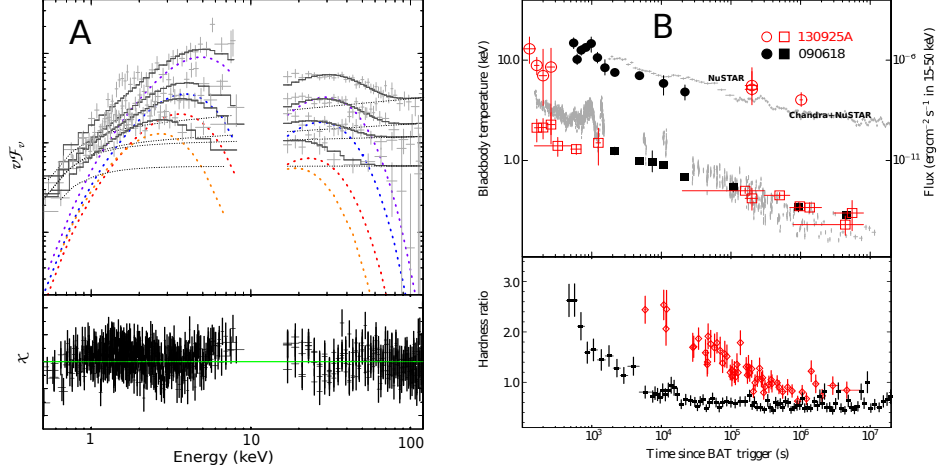 A
νFν
χ
1
10
100
Energy (keV)
B
130925A
090618
NuSTAR
Chandra+NuSTAR
Blackbody temperature (keV)
10.0
1.0
Flux (ergcm⁻² s⁻¹ in 15-50 keV)
10⁻⁶
10⁻¹¹
Hardness ratio
3.0
2.0
1.0
10³
10⁴
10⁵
10⁶
10⁷
Time since BAT trigger (s)